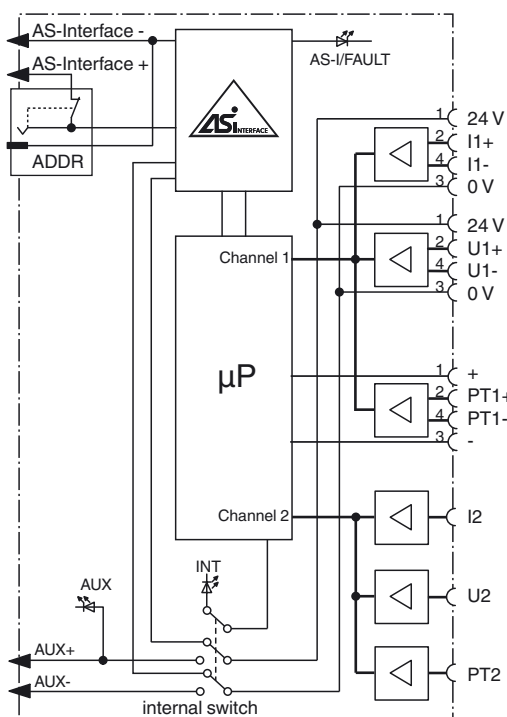 AS-Interface -
AS-Interface +
ADDR
ASi INTERFACE
AS-I/FAULT
1 24 V
2 I1+
4 I1-
3 0 V
1 24 V
2 U1+
4 U1-
3 0 V
Channel 1
µP
1 +
2 PT1+
4 PT1-
3 -
Channel 2
I2
U2
PT2
INT
AUX
AUX+
AUX-
internal switch